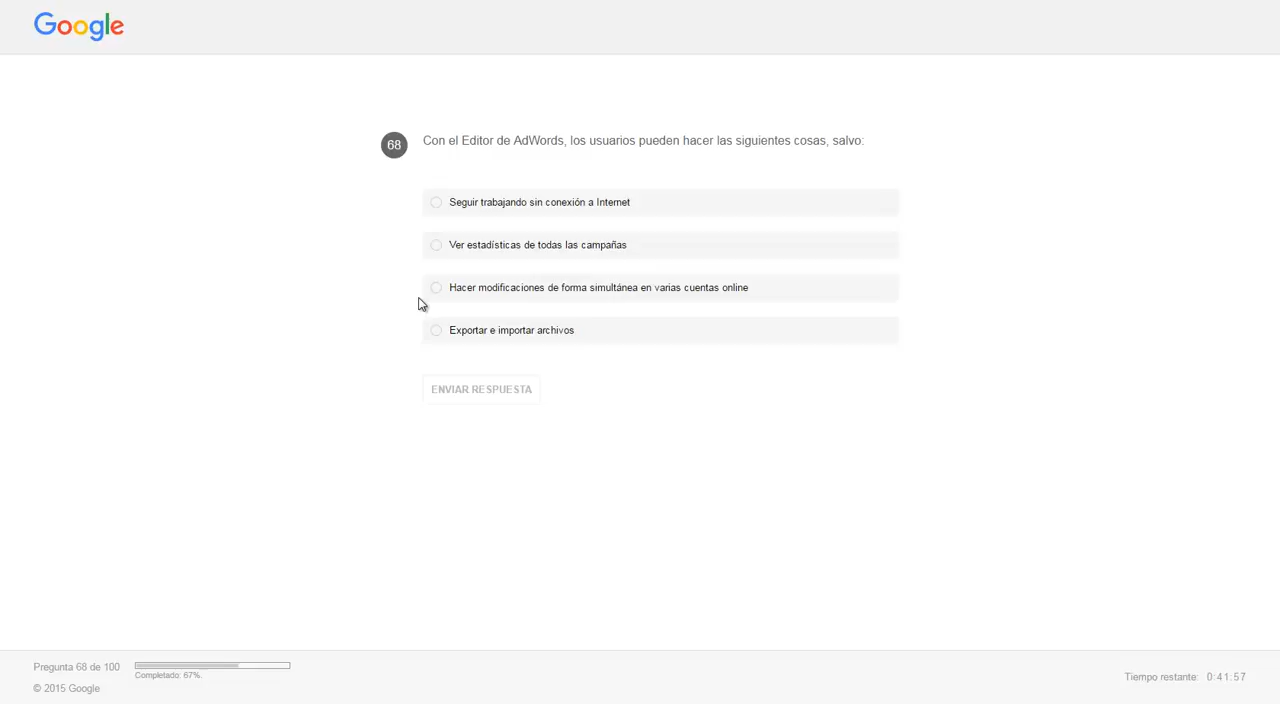 Google
68
Con el Editor de AdWords, los usuarios pueden hacer las siguientes cosas, salvo:
Seguir trabajando sin conexión a Internet
Ver estadísticas de todas las campañas
Hacer modificaciones de forma simultánea en varias cuentas online
Exportar e importar archivos
ENVIAR RESPUESTA
Pregunta 68 de 100
Completado: 67%.
© 2015 Google
Tiempo restante: 0:41:57